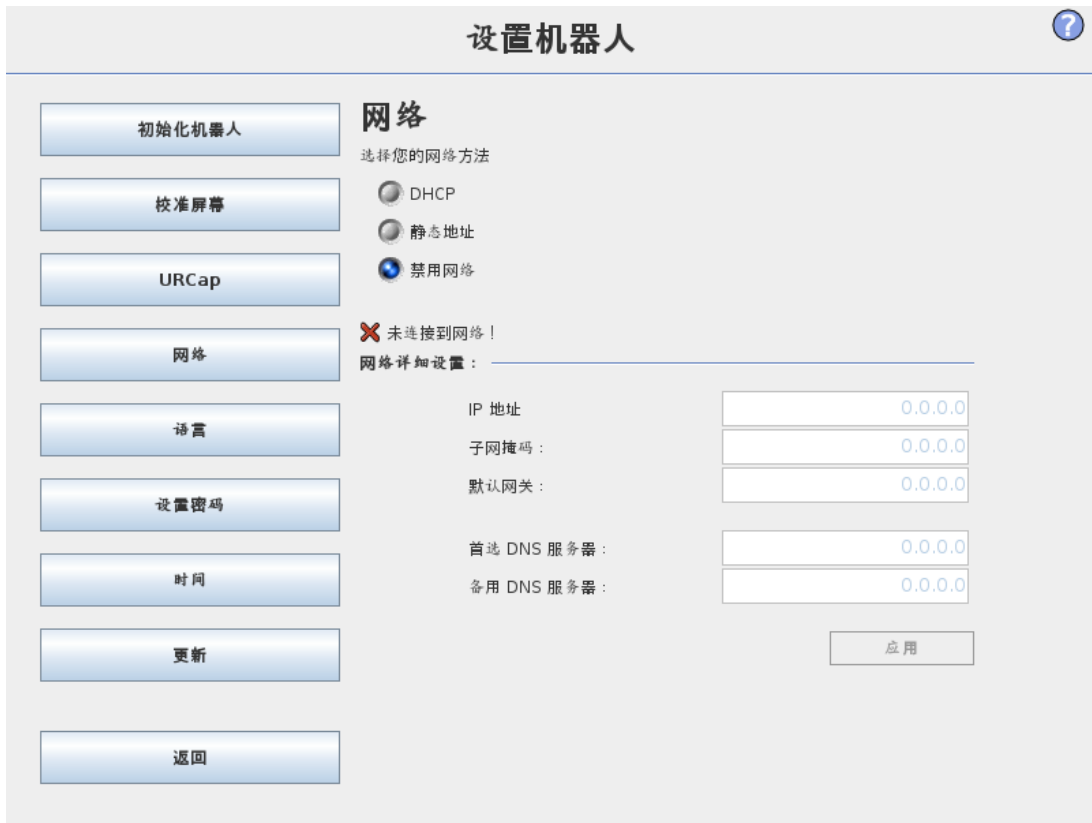 设置机器人
?
初始化机器人
校准屏幕
URCap
网络
语言
设置密码
时间
更新
返回
网络
选择您的网络方法
DHCP
静态地址
禁用网络
未连接到网络！
网络详细设置：
IP 地址 0.0.0.0
子网掩码： 0.0.0.0
默认网关： 0.0.0.0
首选 DNS 服务器： 0.0.0.0
备用 DNS 服务器： 0.0.0.0
应用